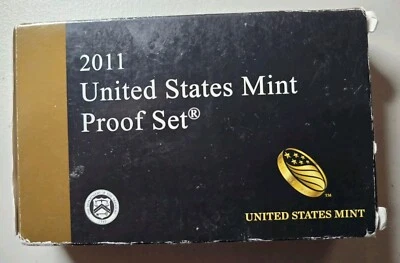 2011
United States Mint
Proof Set®
UNITED STATES MINT